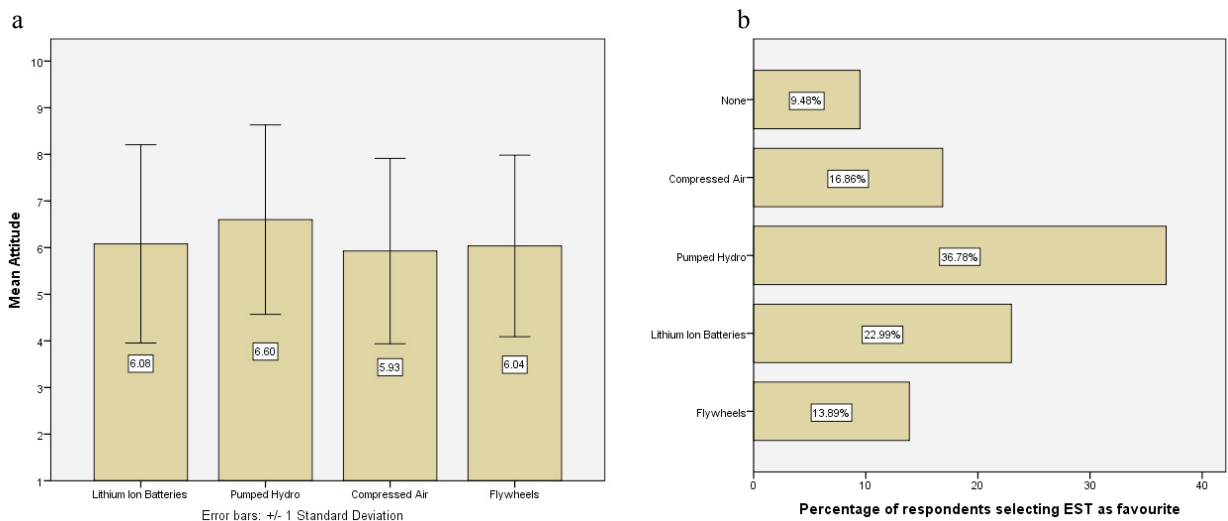 a
10
9
8
7
6
5
4
3
2
1
Mean Attitude
6.08
6.60
5.93
6.04
Lithium Ion Batteries
Pumped Hydro
Compressed Air
Flywheels
Error bars: +/- 1 Standard Deviation
b
None
9.48%
Compressed Air
16.86%
Pumped Hydro
36.78%
Lithium Ion Batteries
22.99%
Flywheels
13.89%
0
10
20
30
40
Percentage of respondents selecting EST as favourite